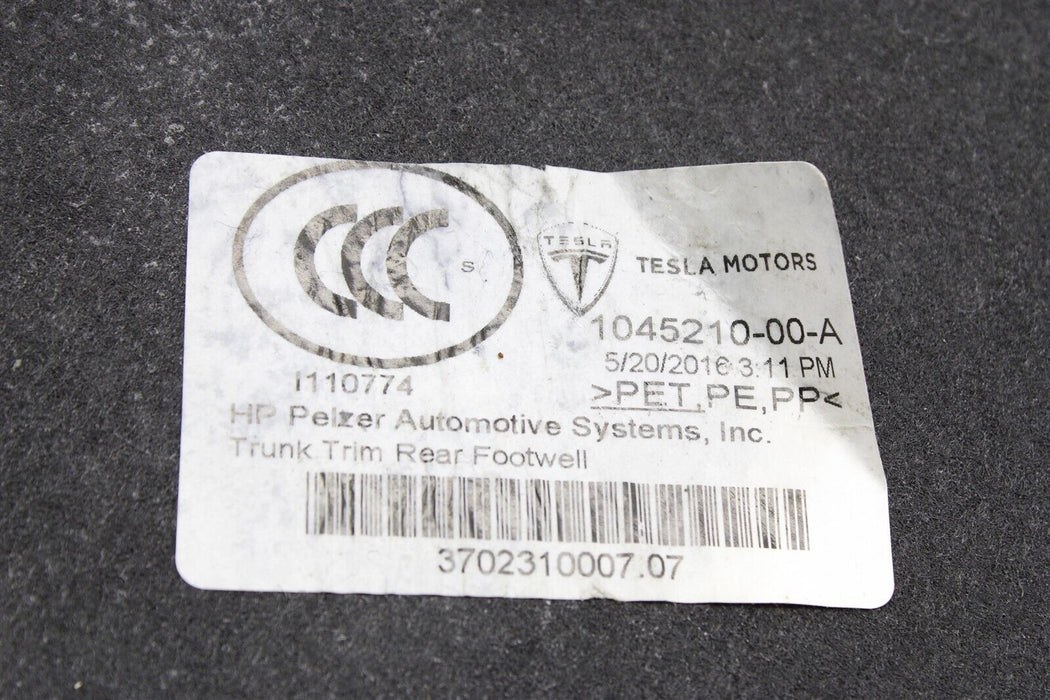 CCC
S
TESLA
TESLA MOTORS
1045210-00-A
5/20/2016 3:11 PM
>PET,PE,PP<
I110774
HP Pelzer Automotive Systems, Inc.
Trunk Trim Rear Footwell
3702310007.07